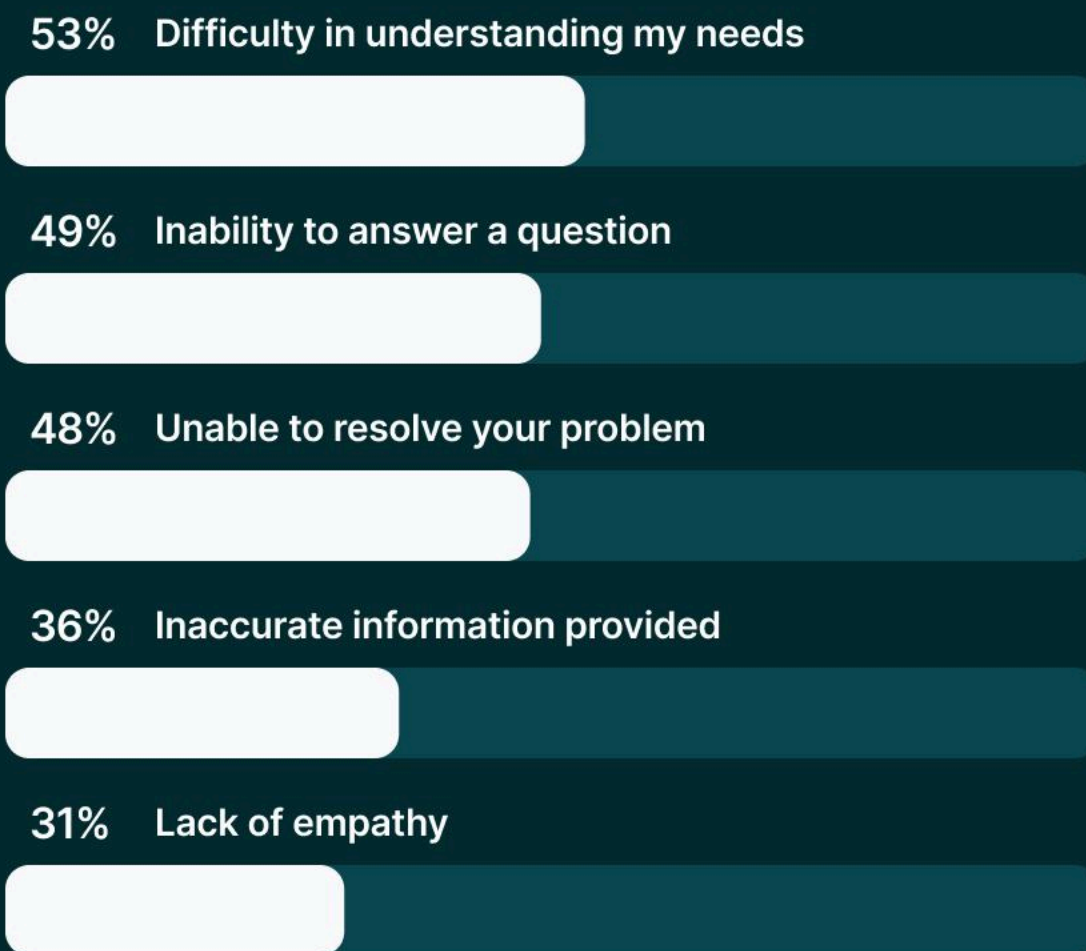 53% Difficulty in understanding my needs
49% Inability to answer a question
48% Unable to resolve your problem
36% Inaccurate information provided
31% Lack of empathy